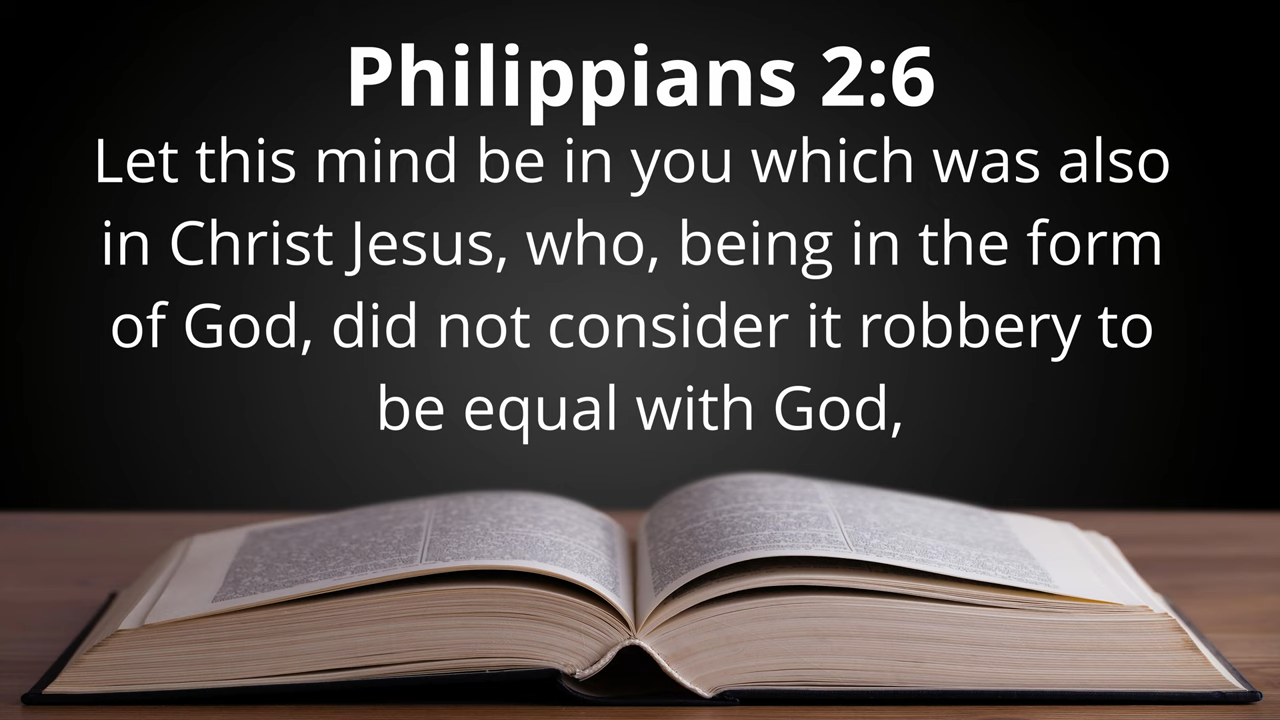 Philippians 2:6
Let this mind be in you which was also
in Christ Jesus, who, being in the form
of God, did not consider it robbery to
be equal with God,